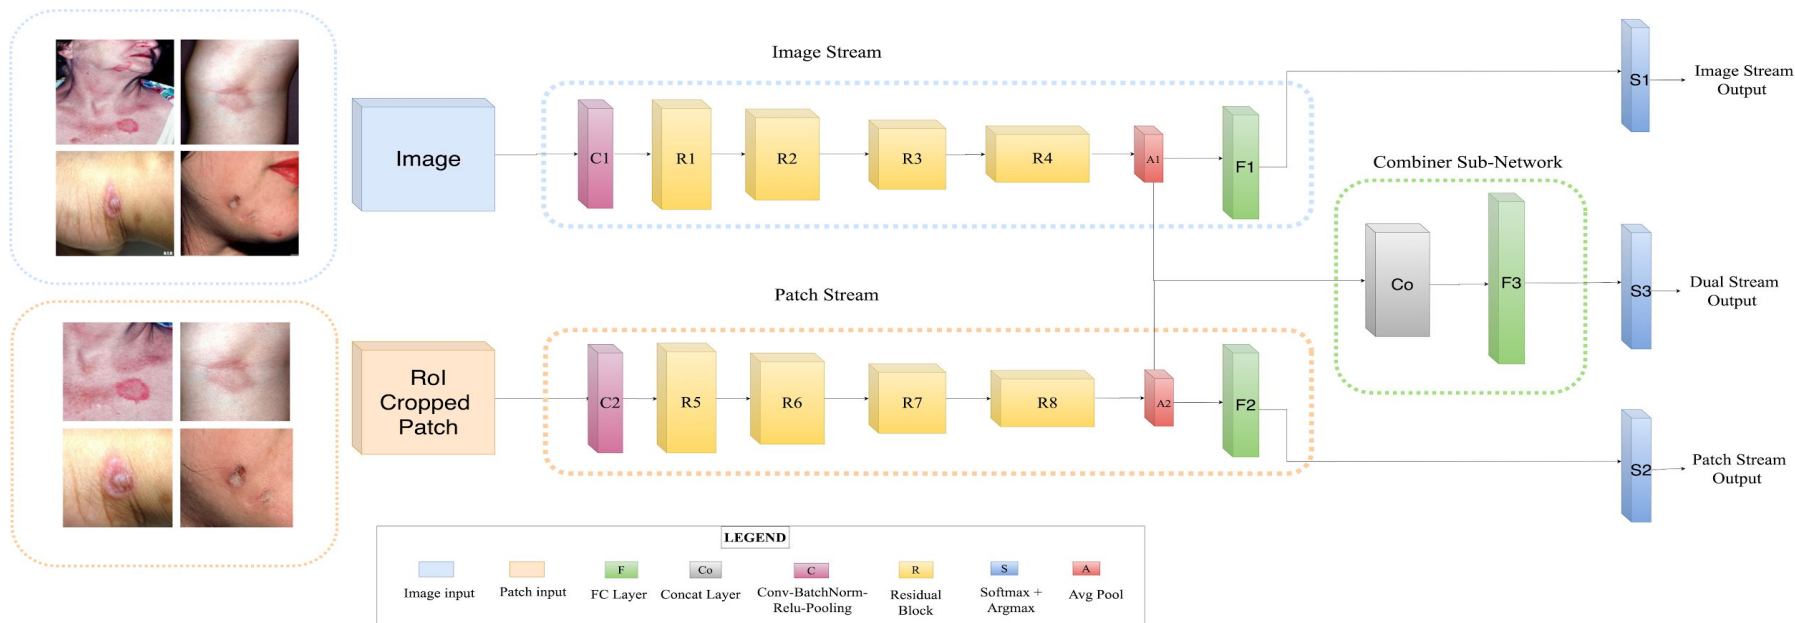 Image Stream
Image
C1
R1
R2
R3
R4
A1
F1
S1
Image Stream
Output
Combiner Sub-Network
Co
F3
S3
Dual Stream
Output
Patch Stream
RoI
Cropped
Patch
C2
R5
R6
R7
R8
A2
F2
S2
Patch Stream
Output
LEGEND
F
Co
C
R
S
A
Image input
Patch input
FC Layer
Concat Layer
Conv-BatchNorm-
Relu-Pooling
Residual
Block
Softmax +
Argmax
Avg Pool